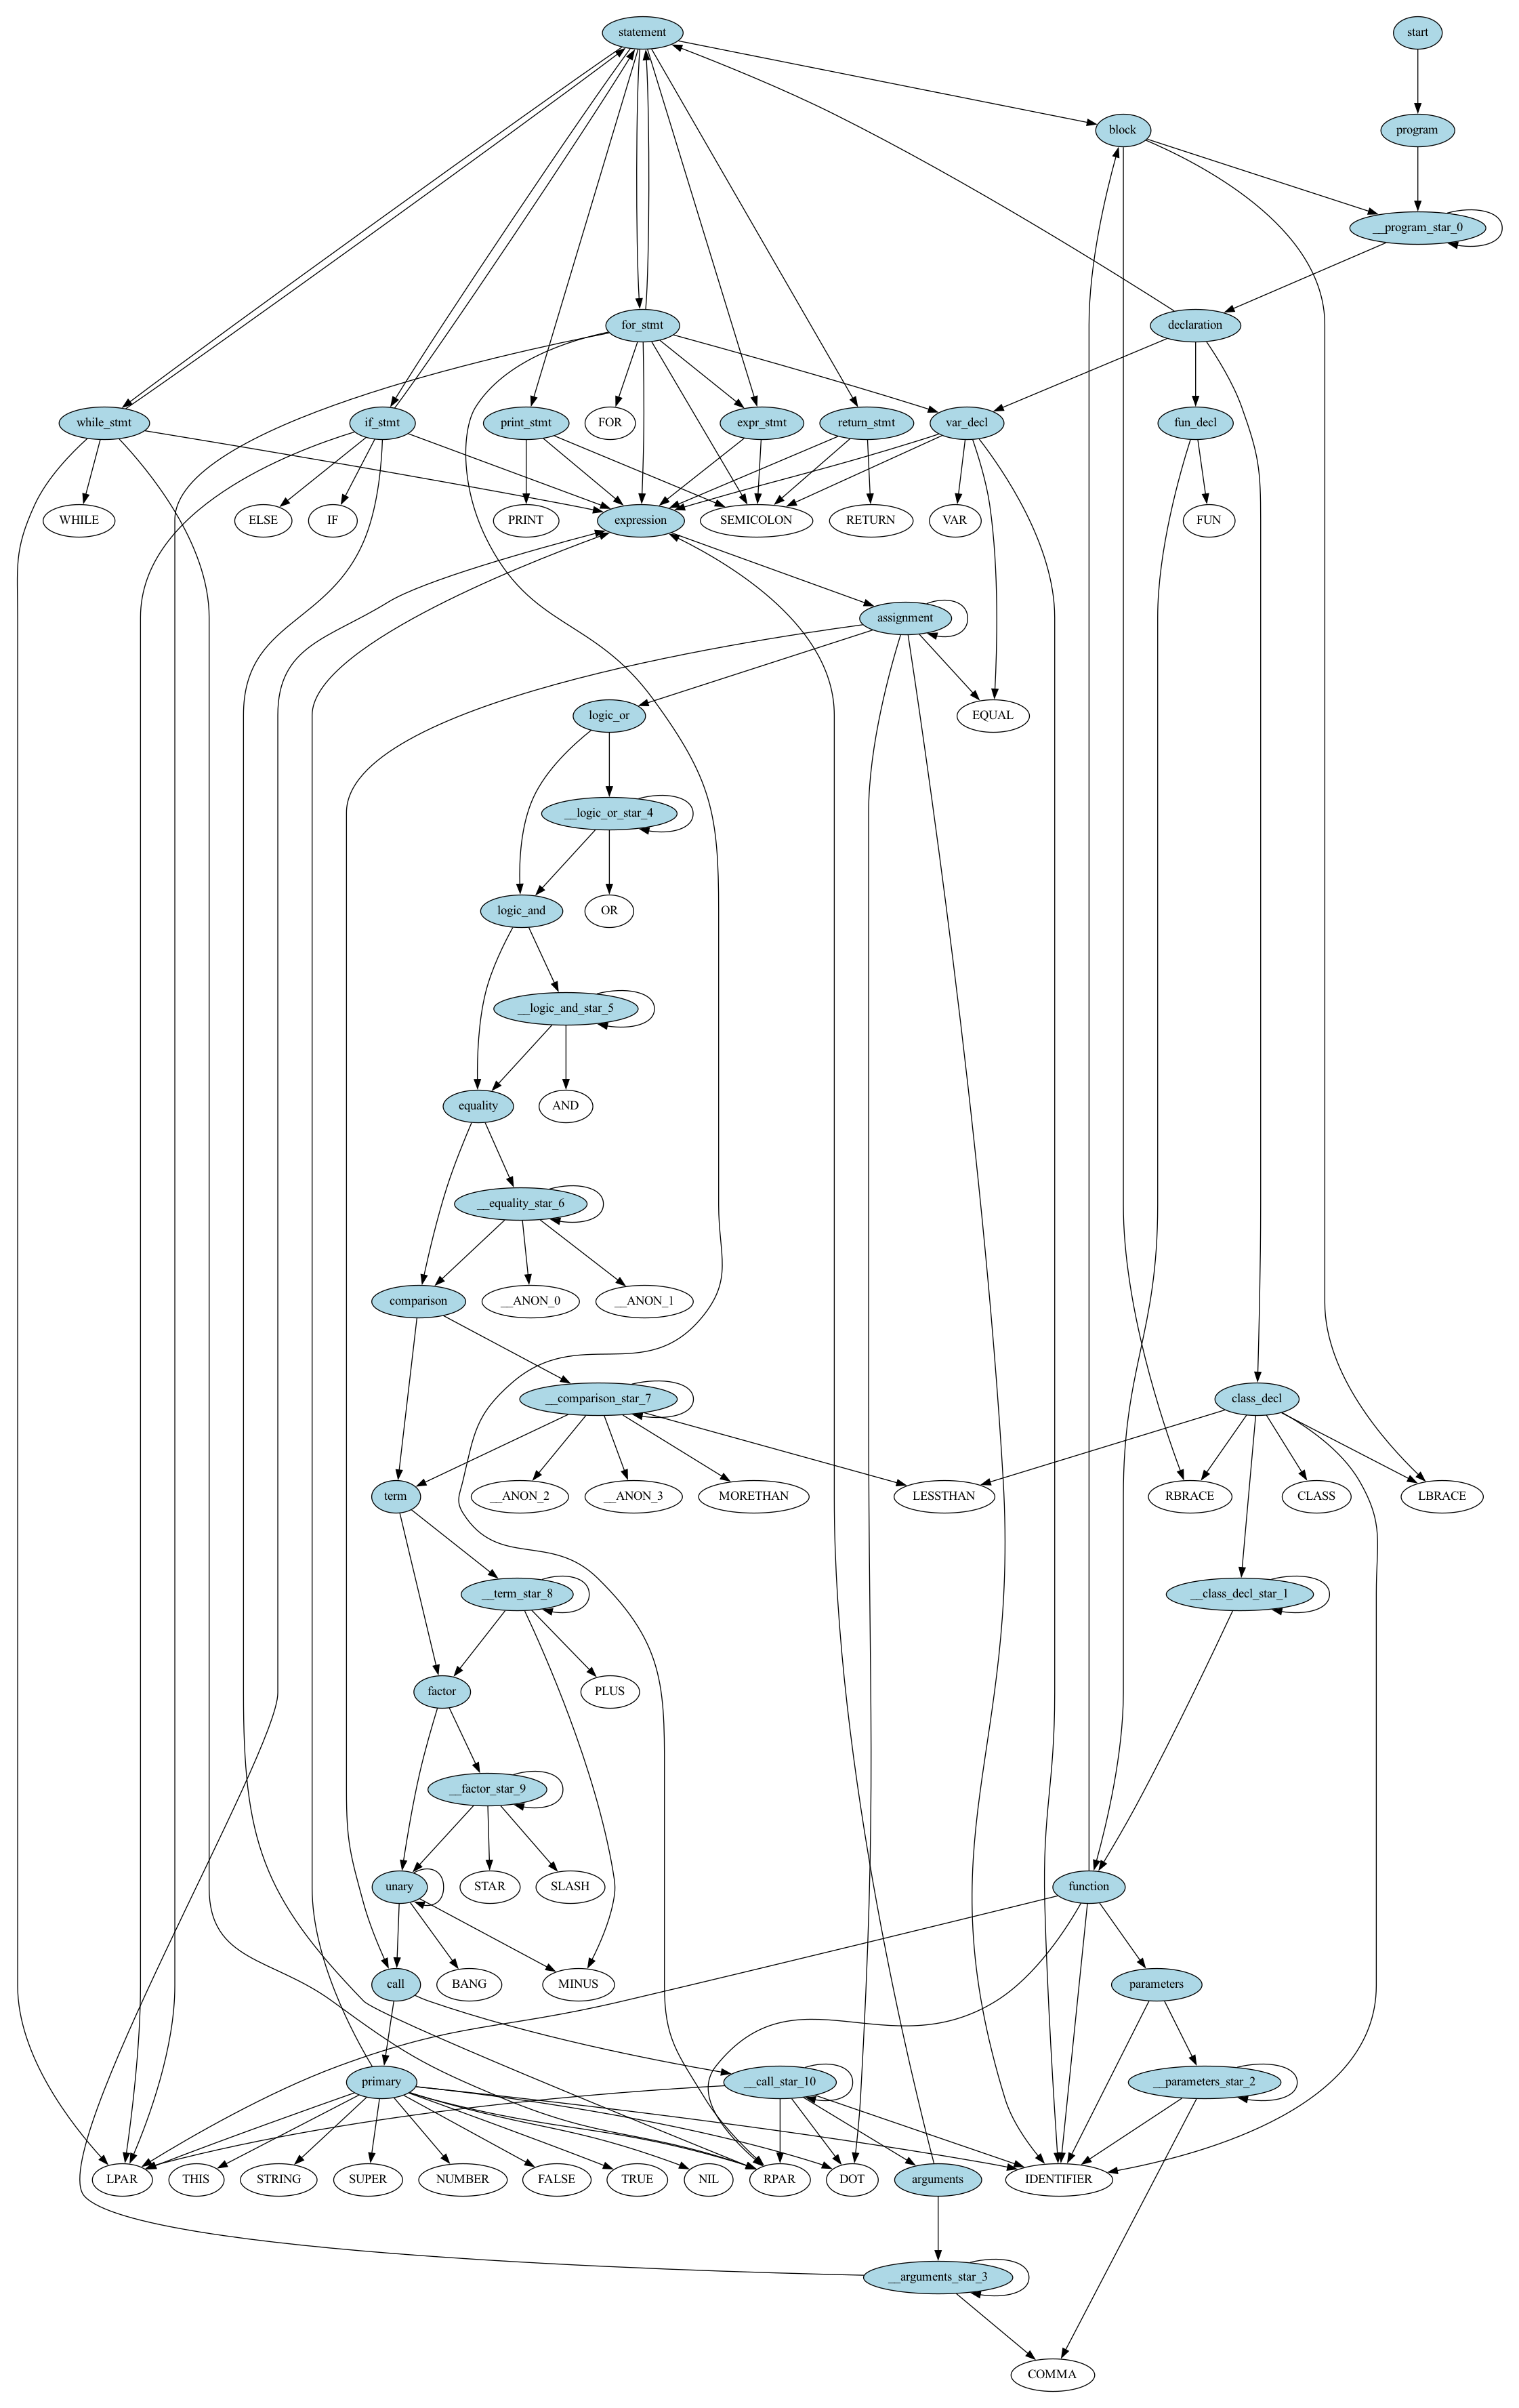 statement
start
block
program
__program_star_0
for_stmt
declaration
while_stmt
if_stmt
print_stmt
FOR
expr_stmt
return_stmt
var_decl
fun_decl
WHILE
ELSE
IF
PRINT
expression
SEMICOLON
RETURN
VAR
FUN
assignment
logic_or
EQUAL
__logic_or_star_4
logic_and
OR
__logic_and_star_5
equality
AND
__equality_star_6
comparison
__ANON_0
__ANON_1
__comparison_star_7
class_decl
term
__ANON_2
__ANON_3
MORETHAN
LESSTHAN
RBRACE
CLASS
LBRACE
__term_star_8
__class_decl_star_1
factor
PLUS
__factor_star_9
unary
STAR
SLASH
function
call
BANG
MINUS
parameters
primary
__call_star_10
__parameters_star_2
LPAR
THIS
STRING
SUPER
NUMBER
FALSE
TRUE
NIL
RPAR
DOT
arguments
IDENTIFIER
__arguments_star_3
COMMA